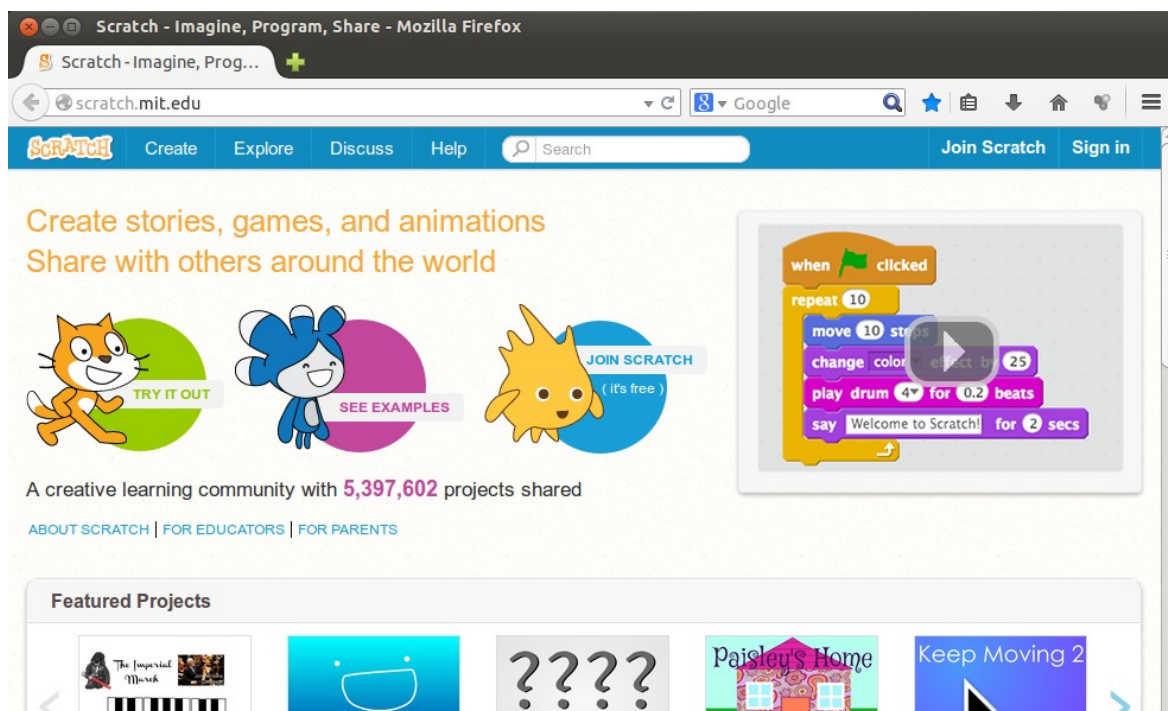 Scratch - Imagine, Program, Share - Mozilla Firefox
Scratch - Imagine, Prog...
scratch.mit.edu
8 Google
SCRATCH Create Explore Discuss Help Search Join Scratch Sign in
Create stories, games, and animations
Share with others around the world
TRY IT OUT
SEE EXAMPLES
JOIN SCRATCH
( it's free )
when clicked
repeat 10
move 10 steps
change color effect by 25
play drum 4 for 0.2 beats
say Welcome to Scratch! for 2 secs
A creative learning community with 5,397,602 projects shared
ABOUT SCRATCH | FOR EDUCATORS | FOR PARENTS
Featured Projects
The Imperial
March
????
Paisley's Home
Keep Moving 2